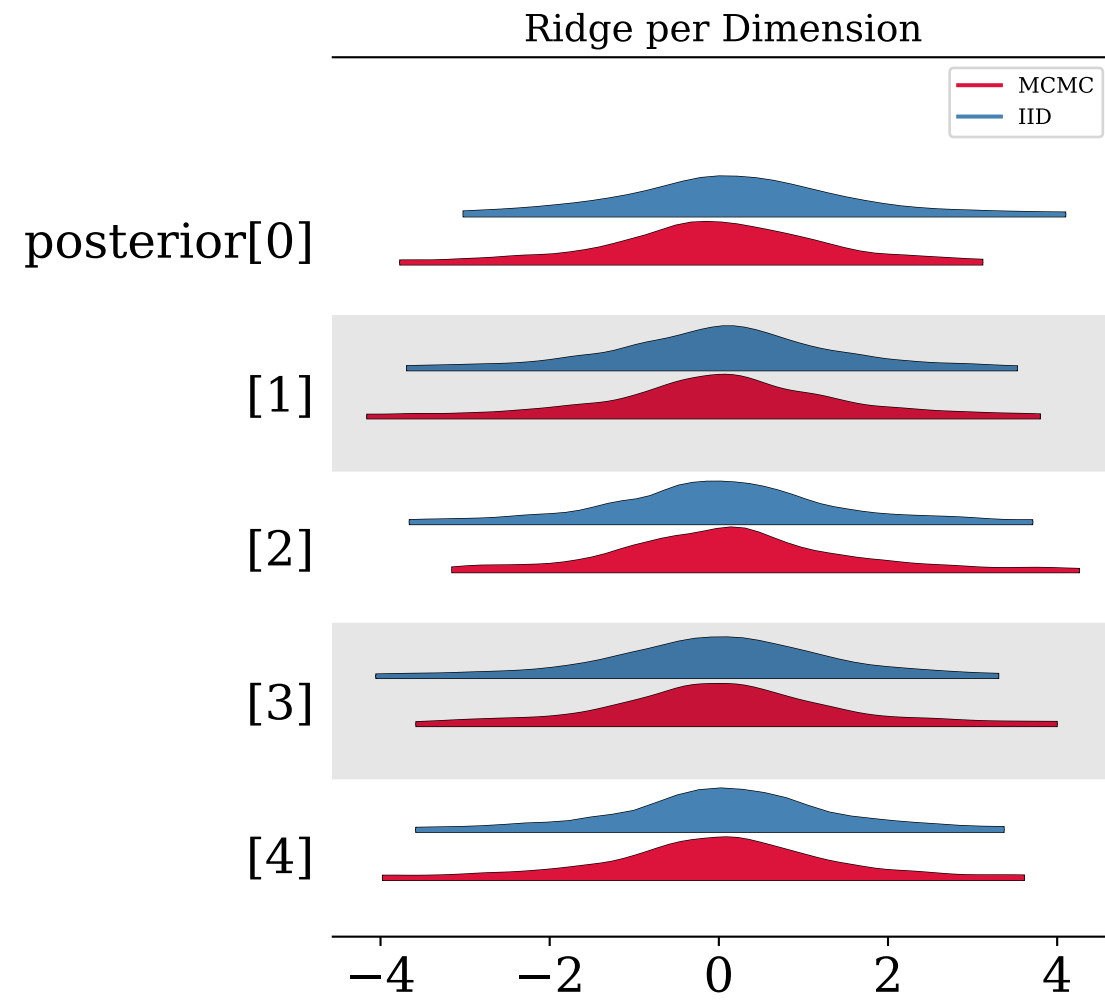 Ridge per Dimension
MCMC
IID
posterior[0]
[1]
[2]
[3]
[4]
−4 −2 0 2 4